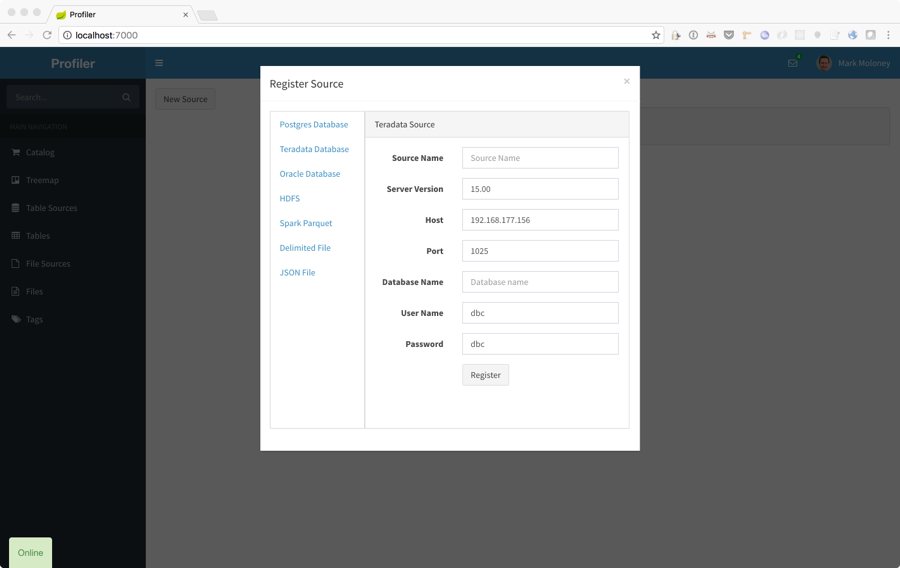 Profiler
localhost:7000
Profiler
Mark Moloney
Search...
New Source
MAIN NAVIGATION
Catalog
Treemap
Table Sources
Tables
File Sources
Files
Tags
Online
Register Source
×
Postgres Database
Teradata Database
Oracle Database
HDFS
Spark Parquet
Delimited File
JSON File
Teradata Source
Source Name Source Name
Server Version 15.00
Host 192.168.177.156
Port 1025
Database Name Database name
User Name dbc
Password dbc
Register